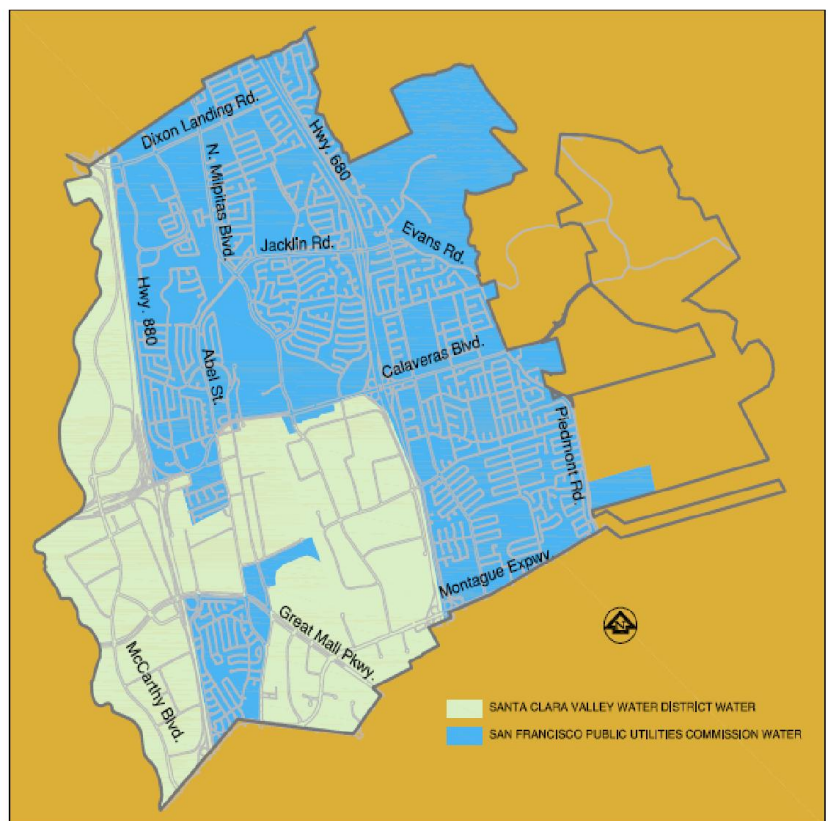 Dixon Landing Rd.
Hwy. 680
N. Milpitas Blvd.
Evans Rd.
Jacklin Rd.
Hwy. 880
Abel St.
Calaveras Blvd.
Piedmont Rd.
Montague Expwy.
Great Mall Pkwy.
McCarthy Blvd.
N
SANTA CLARA VALLEY WATER DISTRICT WATER
SAN FRANCISCO PUBLIC UTILITIES COMMISSION WATER